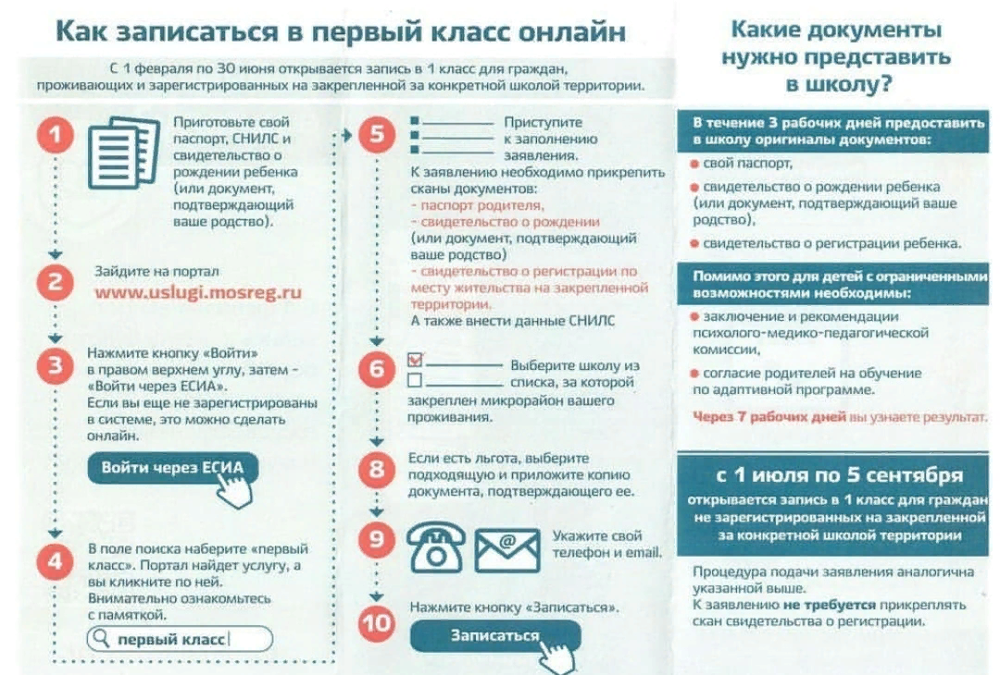 Как записаться в первый класс онлайн
С 1 февраля по 30 июня открывается запись в 1 класс для граждан,
проживающих и зарегистрированных на закрепленной за конкретной школой территории.
1
Приготовьте свой
паспорт, СНИЛС и
свидетельство о
рождении ребенка
(или документ,
подтверждающий
ваше родство).
2
Зайдите на портал
www.uslugi.mosreg.ru
3
Нажмите кнопку «Войти»
в правом верхнем углу, затем -
«Войти через ЕСИА».
Если вы еще не зарегистрированы
в системе, это можно сделать
онлайн.
Войти через ЕСИА
4
В поле поиска наберите «первый
класс». Портал найдет услугу, а
вы кликните по ней.
Внимательно ознакомьтесь
с памяткой.
первый класс
5
Приступите
к заполнению
заявления.
К заявлению необходимо прикрепить
сканы документов:
- паспорт родителя,
- свидетельство о рождении
(или документ, подтверждающий
ваше родство)
- свидетельство о регистрации по
месту жительства на закрепленной
территории.
А также внести данные СНИЛС
6
Выберите школу из
списка, за которой
закреплен микрорайон вашего
проживания.
8
Если есть льгота, выберите
подходящую и приложите копию
документа, подтверждающего ее.
9
@
Укажите свой
телефон и email.
10
Нажмите кнопку «Записаться».
Записаться
Какие документы
нужно представить
в школу?
В течение 3 рабочих дней предоставить
в школу оригиналы документов:
• свой паспорт,
• свидетельство о рождении ребенка
(или документ, подтверждающий ваше
родство),
• свидетельство о регистрации ребенка.
Помимо этого для детей с ограниченными
возможностями необходимы:
• заключение и рекомендации
психолого-медико-педагогической
комиссии,
• согласие родителей на обучение
по адаптивной программе.
Через 7 рабочих дней вы узнаете результат.
с 1 июля по 5 сентября
открывается запись в 1 класс для граждан
не зарегистрированных на закрепленной
за конкретной школой территории
Процедура подачи заявления аналогична
указанной выше.
К заявлению не требуется прикреплять
скан свидетельства о регистрации.